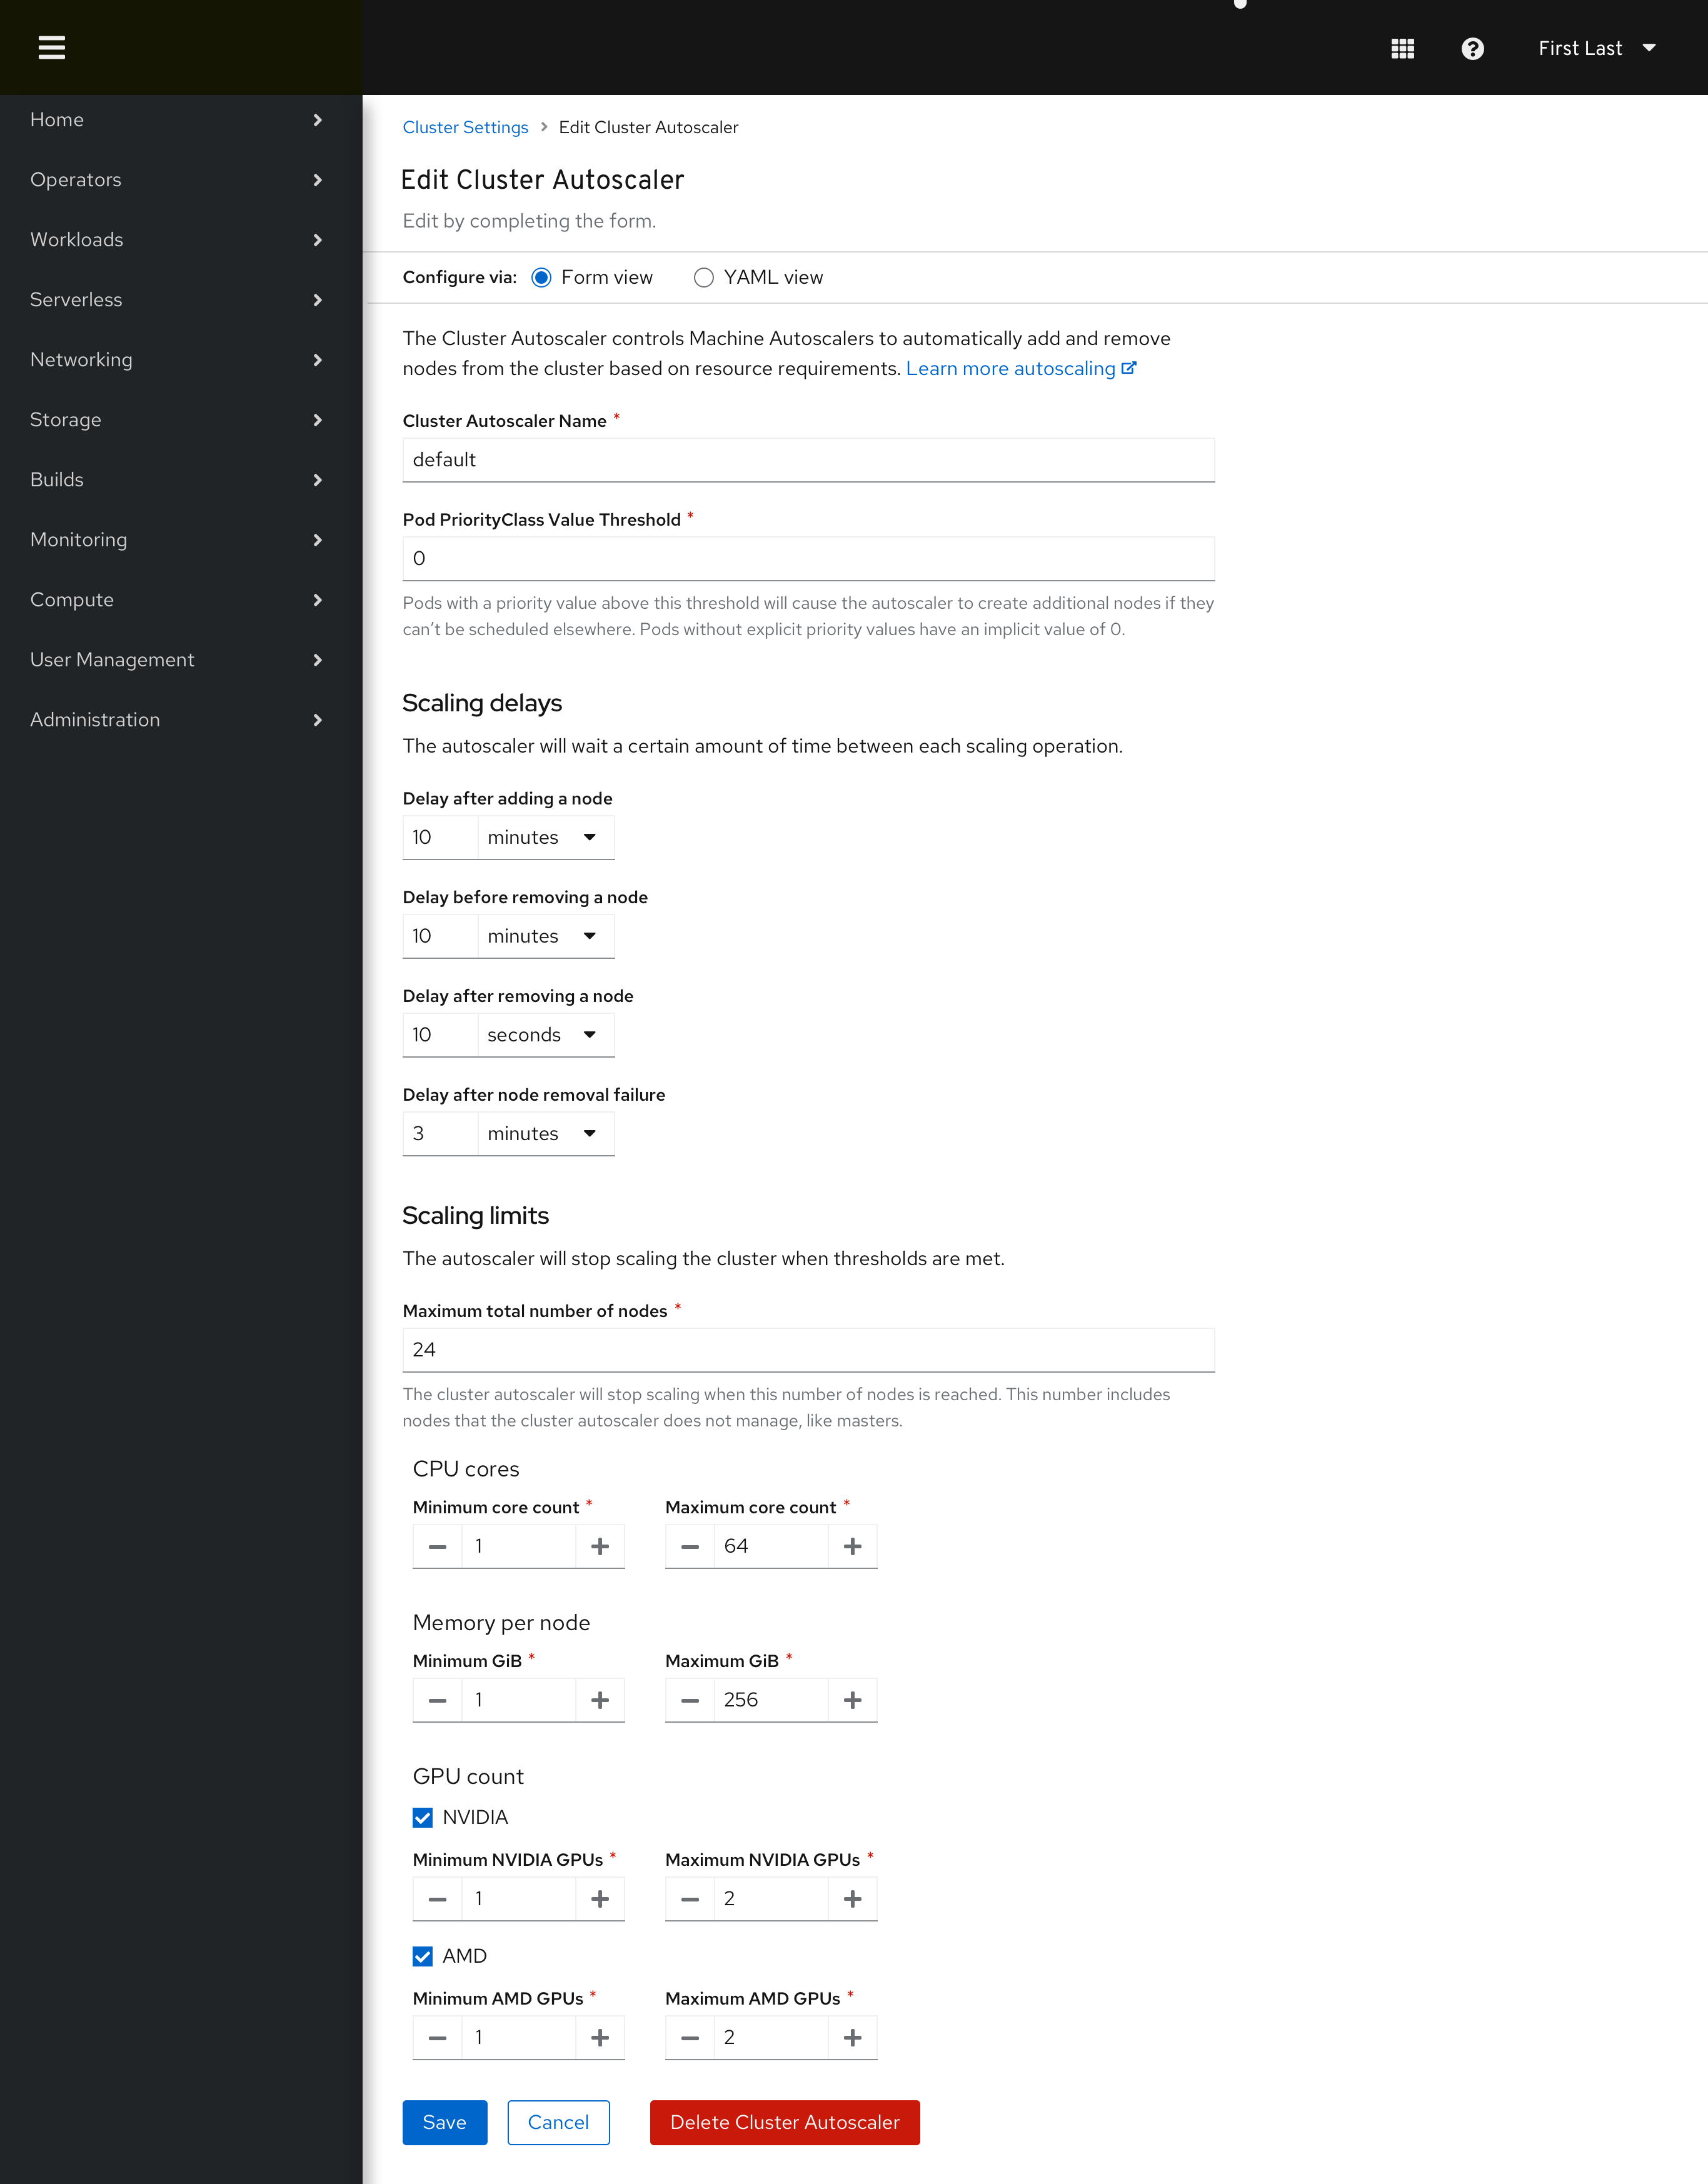 First Last
Home
Operators
Workloads
Serverless
Networking
Storage
Builds
Monitoring
Compute
User Management
Administration
Cluster Settings > Edit Cluster Autoscaler
Edit Cluster Autoscaler
Edit by completing the form.
Configure via: Form view YAML view
The Cluster Autoscaler controls Machine Autoscalers to automatically add and remove
nodes from the cluster based on resource requirements. Learn more autoscaling
Cluster Autoscaler Name *
default
Pod PriorityClass Value Threshold *
0
Pods with a priority value above this threshold will cause the autoscaler to create additional nodes if they
can’t be scheduled elsewhere. Pods without explicit priority values have an implicit value of 0.
Scaling delays
The autoscaler will wait a certain amount of time between each scaling operation.
Delay after adding a node
10 minutes
Delay before removing a node
10 minutes
Delay after removing a node
10 seconds
Delay after node removal failure
3 minutes
Scaling limits
The autoscaler will stop scaling the cluster when thresholds are met.
Maximum total number of nodes *
24
The cluster autoscaler will stop scaling when this number of nodes is reached. This number includes
nodes that the cluster autoscaler does not manage, like masters.
CPU cores
Minimum core count * Maximum core count *
1 64
Memory per node
Minimum GiB * Maximum GiB *
1 256
GPU count
NVIDIA
Minimum NVIDIA GPUs * Maximum NVIDIA GPUs *
1 2
AMD
Minimum AMD GPUs * Maximum AMD GPUs *
1 2
Save Cancel Delete Cluster Autoscaler